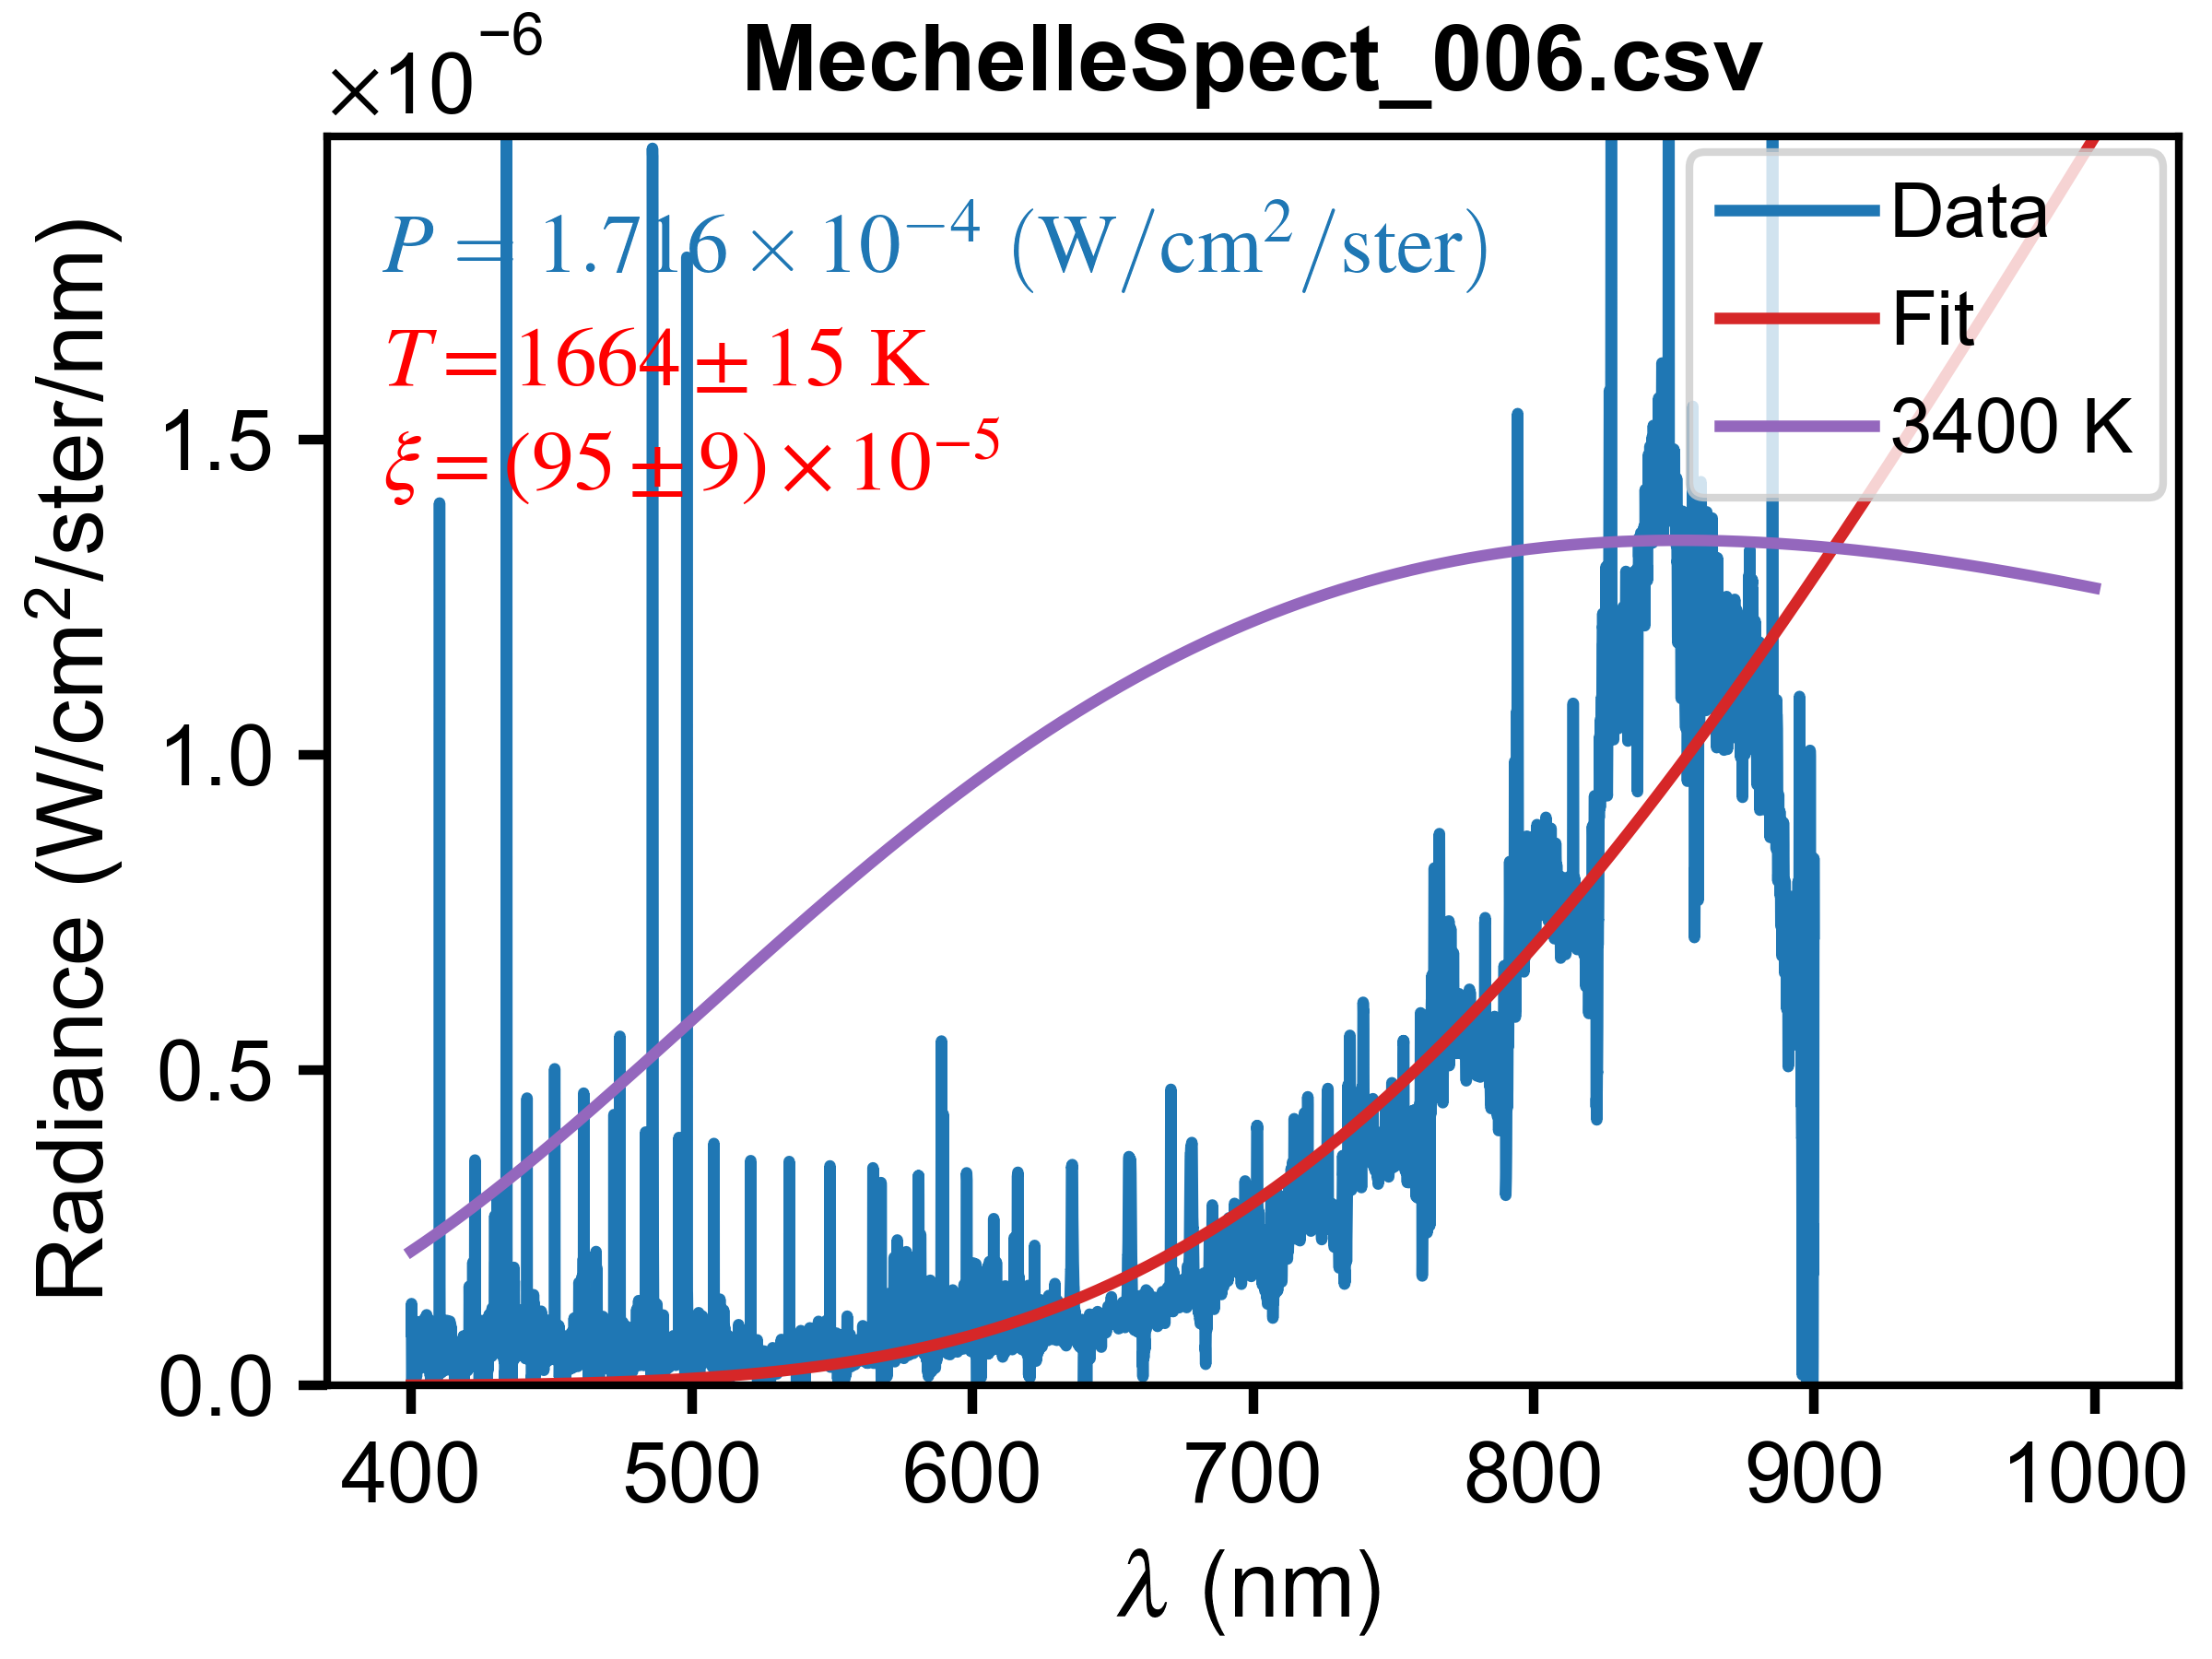 ×10⁻⁶
MechelleSpect_006.csv
P = 1.716 × 10⁻⁴ (W/cm²/ster)
T = 1664 ± 15 K
ξ = (95 ± 9) × 10⁻⁵
Data
Fit
3400 K
Radiance (W/cm²/ster/nm)
1.5
1.0
0.5
0.0
400 500 600 700 800 900 1000
λ (nm)